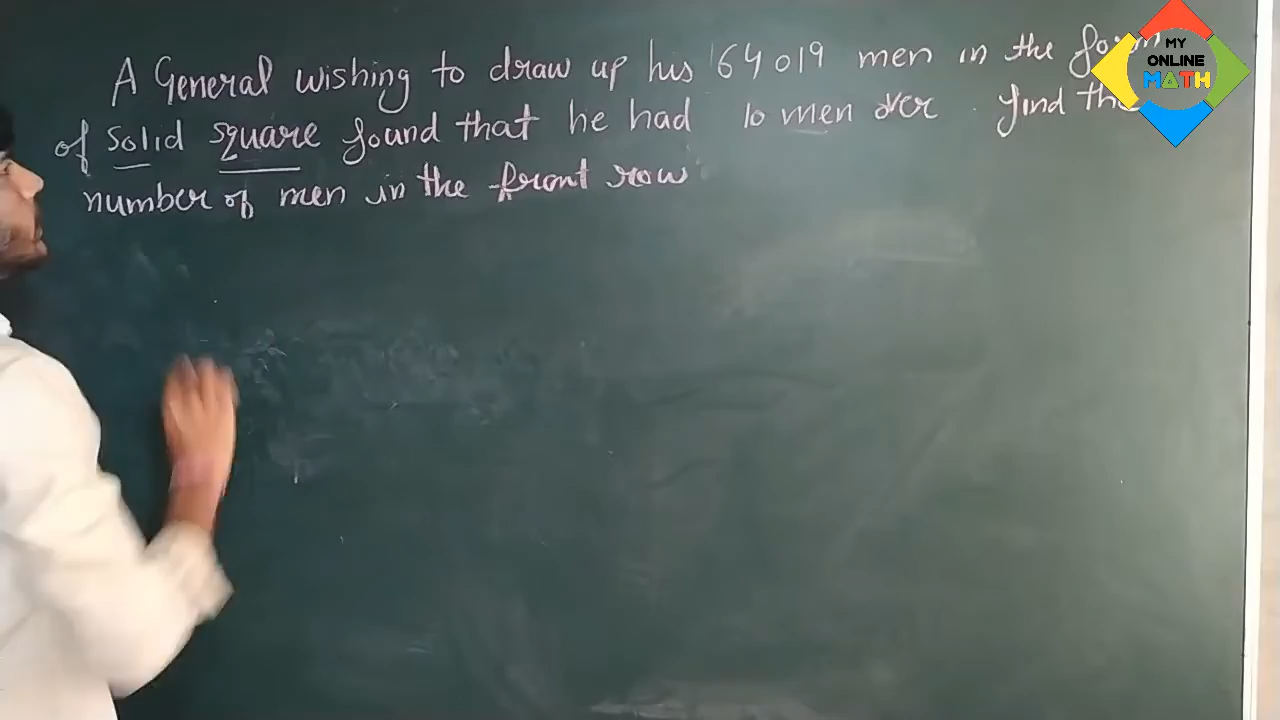 A General wishing to draw up his 64019 men in the form
of solid square found that he had 10 men over. find the
number of men in the front row
MY
ONLINE
MATH